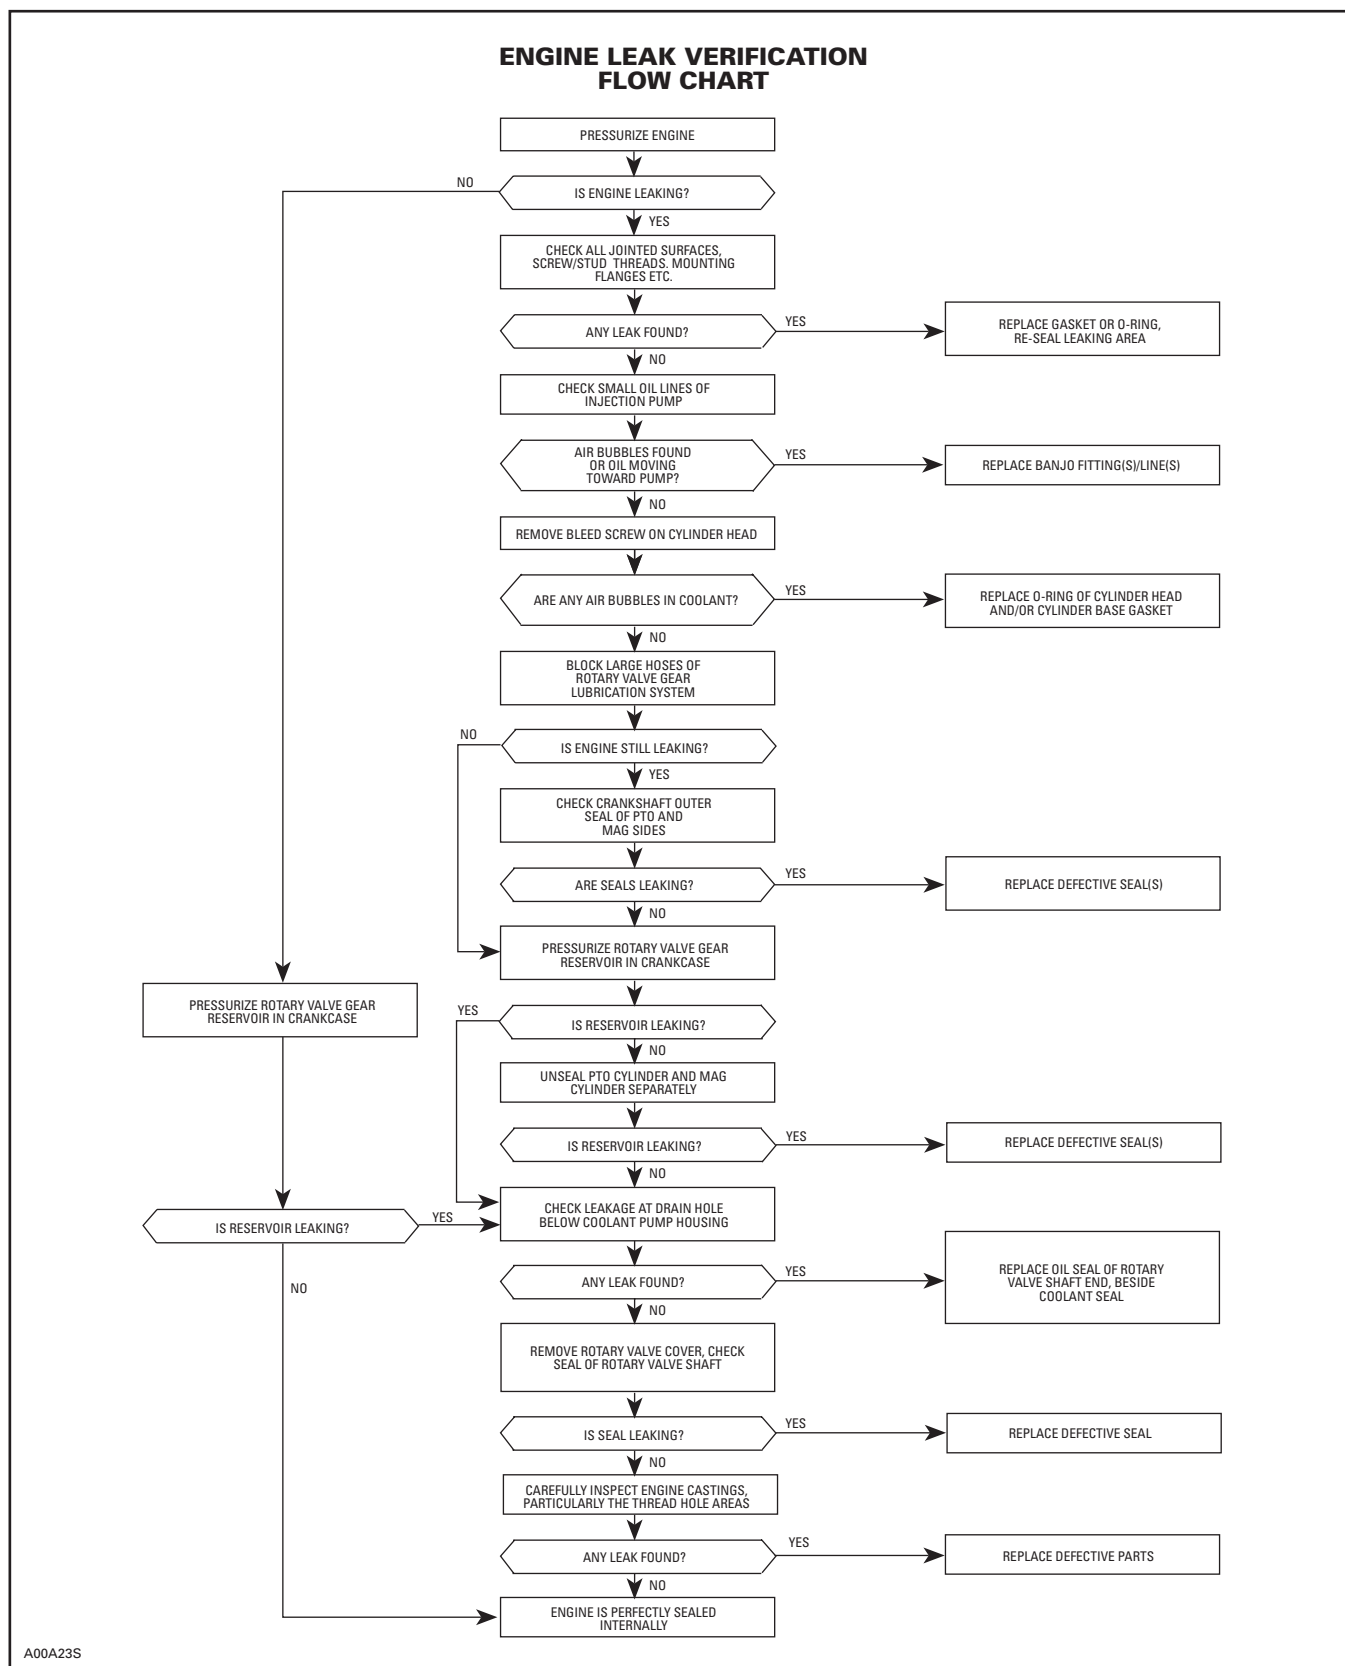 ENGINE LEAK VERIFICATION
FLOW CHART
PRESSURIZE ENGINE
NO
IS ENGINE LEAKING?
YES
CHECK ALL JOINTED SURFACES,
SCREW/STUD THREADS. MOUNTING
FLANGES ETC.
ANY LEAK FOUND?
YES
REPLACE GASKET OR O-RING,
RE-SEAL LEAKING AREA
NO
CHECK SMALL OIL LINES OF
INJECTION PUMP
AIR BUBBLES FOUND
OR OIL MOVING
TOWARD PUMP?
YES
REPLACE BANJO FITTING(S)/LINE(S)
NO
REMOVE BLEED SCREW ON CYLINDER HEAD
ARE ANY AIR BUBBLES IN COOLANT?
YES
REPLACE O-RING OF CYLINDER HEAD
AND/OR CYLINDER BASE GASKET
NO
BLOCK LARGE HOSES OF
ROTARY VALVE GEAR
LUBRICATION SYSTEM
NO
IS ENGINE STILL LEAKING?
YES
CHECK CRANKSHAFT OUTER
SEAL OF PTO AND
MAG SIDES
ARE SEALS LEAKING?
YES
REPLACE DEFECTIVE SEAL(S)
NO
PRESSURIZE ROTARY VALVE GEAR
RESERVOIR IN CRANKCASE
PRESSURIZE ROTARY VALVE GEAR
RESERVOIR IN CRANKCASE
YES
IS RESERVOIR LEAKING?
NO
UNSEAL PTO CYLINDER AND MAG
CYLINDER SEPARATELY
IS RESERVOIR LEAKING?
YES
REPLACE DEFECTIVE SEAL(S)
NO
CHECK LEAKAGE AT DRAIN HOLE
BELOW COOLANT PUMP HOUSING
IS RESERVOIR LEAKING?
YES
NO
ANY LEAK FOUND?
YES
REPLACE OIL SEAL OF ROTARY
VALVE SHAFT END, BESIDE
COOLANT SEAL
NO
REMOVE ROTARY VALVE COVER, CHECK
SEAL OF ROTARY VALVE SHAFT
IS SEAL LEAKING?
YES
REPLACE DEFECTIVE SEAL
NO
CAREFULLY INSPECT ENGINE CASTINGS,
PARTICULARLY THE THREAD HOLE AREAS
ANY LEAK FOUND?
YES
REPLACE DEFECTIVE PARTS
NO
ENGINE IS PERFECTLY SEALED
INTERNALLY
A00A23S